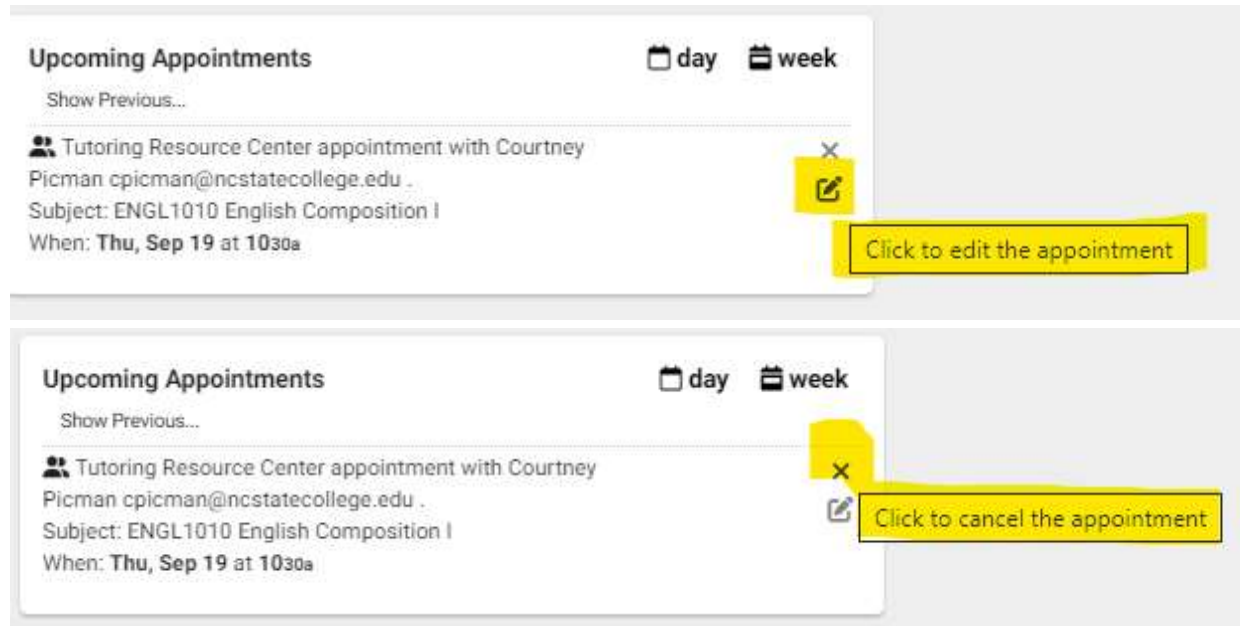 Upcoming Appointments day week
Show Previous...
Tutoring Resource Center appointment with Courtney
Picman cpicman@ncstatecollege.edu .
Subject: ENGL1010 English Composition I
When: Thu, Sep 19 at 1030a
Click to edit the appointment
Upcoming Appointments day week
Show Previous...
Tutoring Resource Center appointment with Courtney
Picman cpicman@ncstatecollege.edu .
Click to cancel the appointment
Subject: ENGL1010 English Composition I
When: Thu, Sep 19 at 1030a